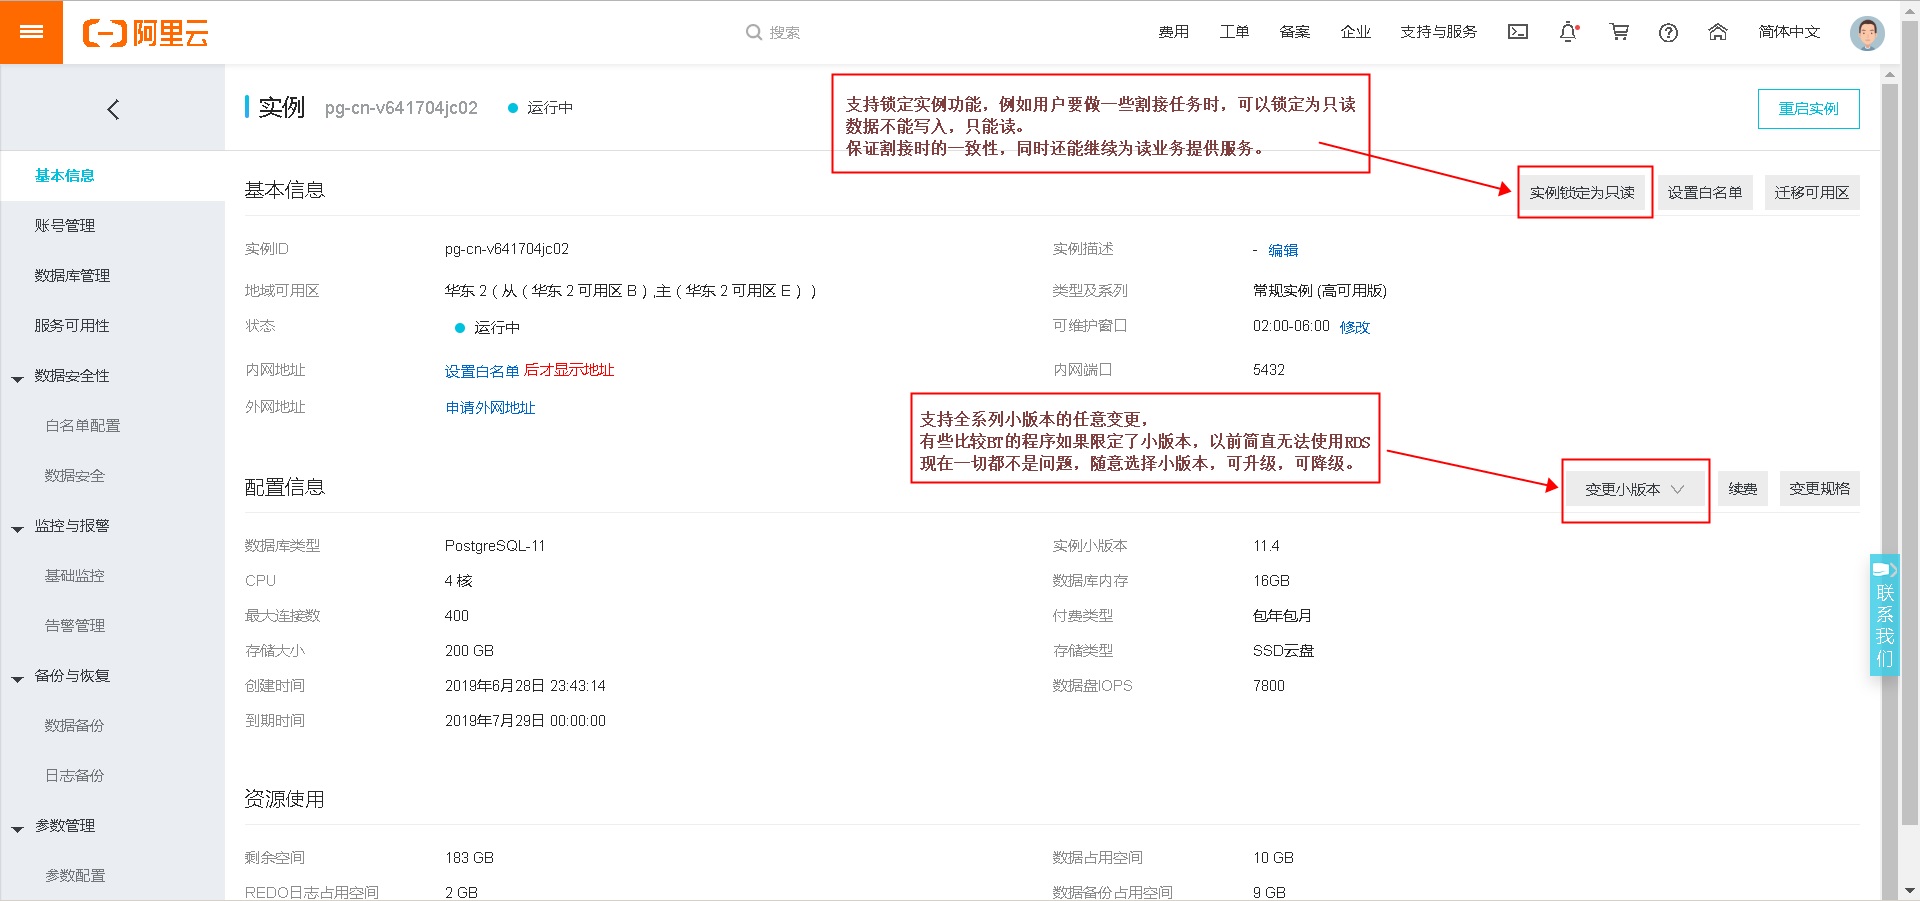 阿里云
搜索
费用
工单
备案
企业
支持与服务
简体中文
实例
pg-cn-v641704jc02
运行中
支持锁定实例功能，例如用户要做一些割接任务时，可以锁定为只读
数据不能写入，只能读。
保证割接时的一致性，同时还能继续为读业务提供服务。
重启实例
基本信息
账号管理
数据库管理
服务可用性
数据安全性
白名单配置
数据安全
监控与报警
基础监控
告警管理
备份与恢复
数据备份
日志备份
参数管理
参数配置
基本信息
实例锁定为只读
设置白名单
迁移可用区
实例ID
pg-cn-v641704jc02
实例描述
- 编辑
地域可用区
华东 2 ( 从 ( 华东 2 可用区 B ) ,主 ( 华东 2 可用区 E ) )
类型及系列
常规实例 (高可用版)
状态
运行中
可维护窗口
02:00-06:00 修改
内网地址
设置白名单 后才显示地址
内网端口
5432
外网地址
申请外网地址
支持全系列小版本的任意变更，
有些比较BT的程序如果限定了小版本，以前简直无法使用RDS
现在一切都不是问题，随意选择小版本，可升级，可降级。
配置信息
变更小版本
续费
变更规格
数据库类型
PostgreSQL-11
实例小版本
11.4
CPU
4 核
数据库内存
16GB
最大连接数
400
付费类型
包年包月
存储大小
200 GB
存储类型
SSD云盘
创建时间
2019年6月28日 23:43:14
数据盘IOPS
7800
到期时间
2019年7月29日 00:00:00
联系我们
资源使用
剩余空间
183 GB
数据占用空间
10 GB
REDO日志占用空间
2 GB
数据备份占用空间
9 GB